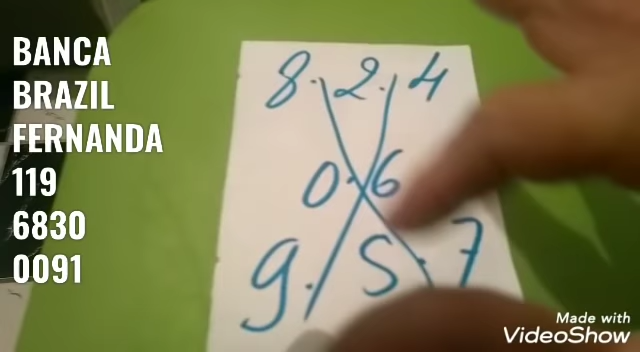 BANCA
BRAZIL
FERNANDA
119
6830
0091
8.2.4
0.6
9.5.7
Made with
VideoShow